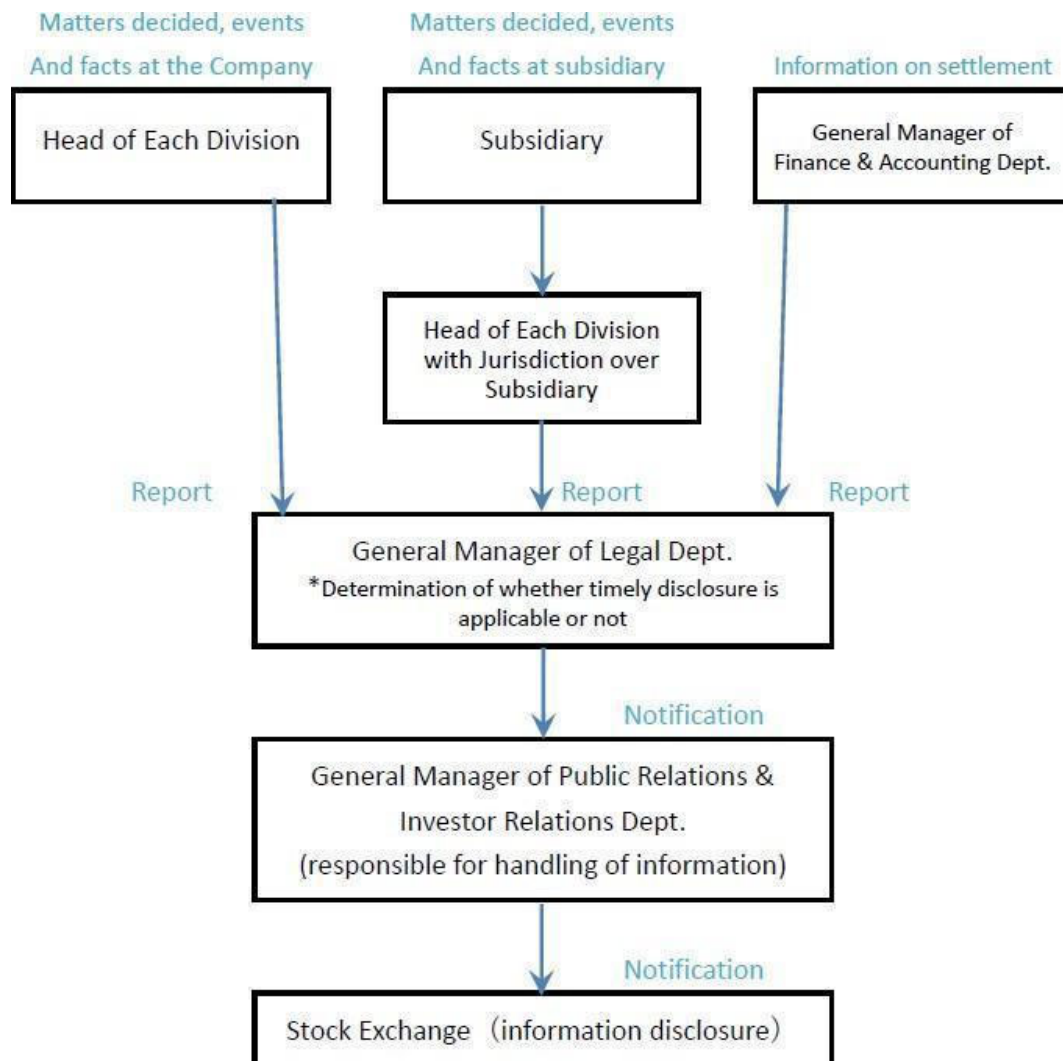 Matters decided, events
And facts at the Company
Matters decided, events
And facts at subsidiary
Information on settlement
Head of Each Division
Subsidiary
General Manager of
Finance & Accounting Dept.
Head of Each Division
with Jurisdiction over
Subsidiary
Report
Report
Report
General Manager of Legal Dept.
*Determination of whether timely disclosure is
applicable or not
Notification
General Manager of Public Relations &
Investor Relations Dept.
(responsible for handling of information)
Notification
Stock Exchange（information disclosure）